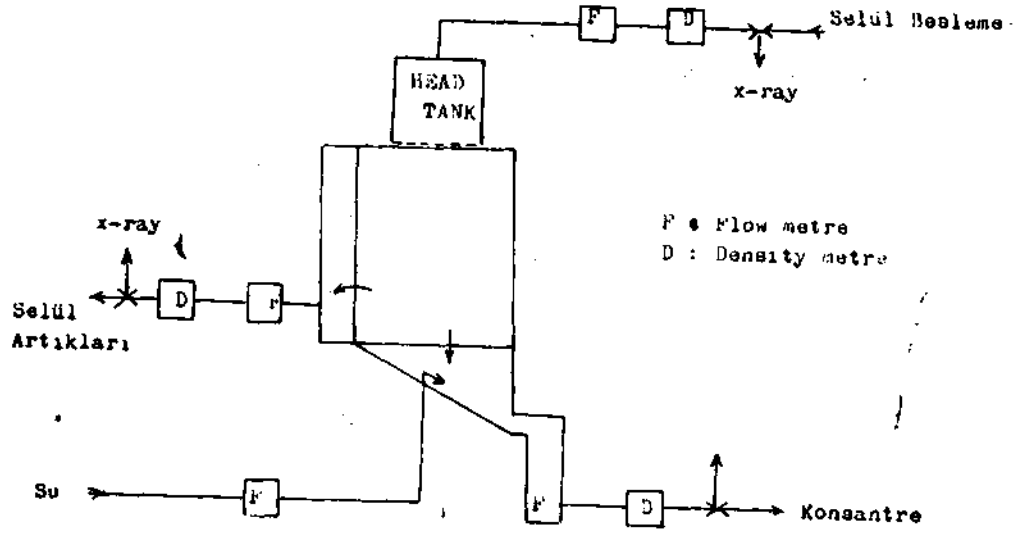 F
D
Selül Besleme
HEAD
TANK
x-ray
x-ray
F : Flow metre
D : Density metre
D
F
Selül
Artıkları
Su
F
F
D
Konsantre